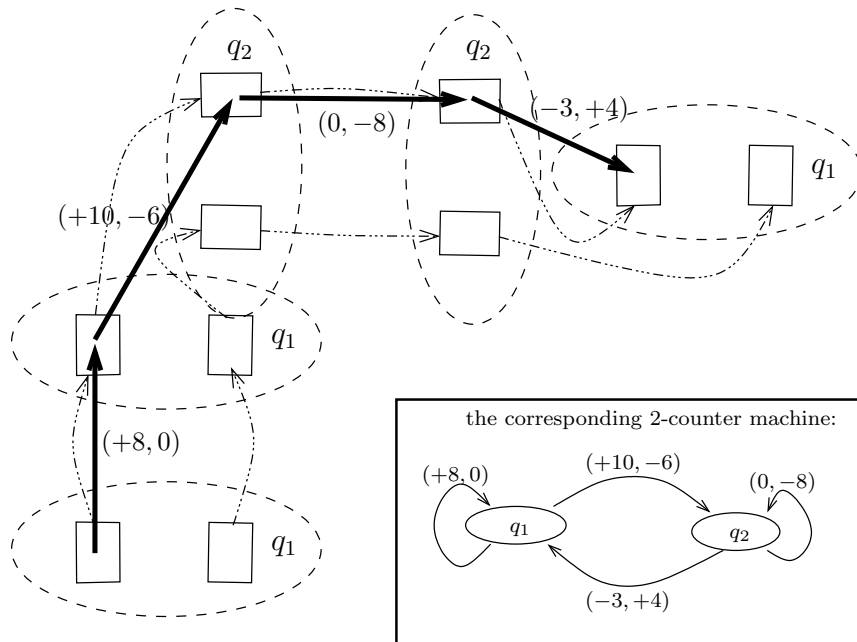 q2
q2
(−3, +4)
(0, −8)
q1
(+10, −6)
q1
(+8, 0)
q1
the corresponding 2-counter machine:
(+8, 0)
(+10, −6)
(0, −8)
q1
q2
(−3, +4)